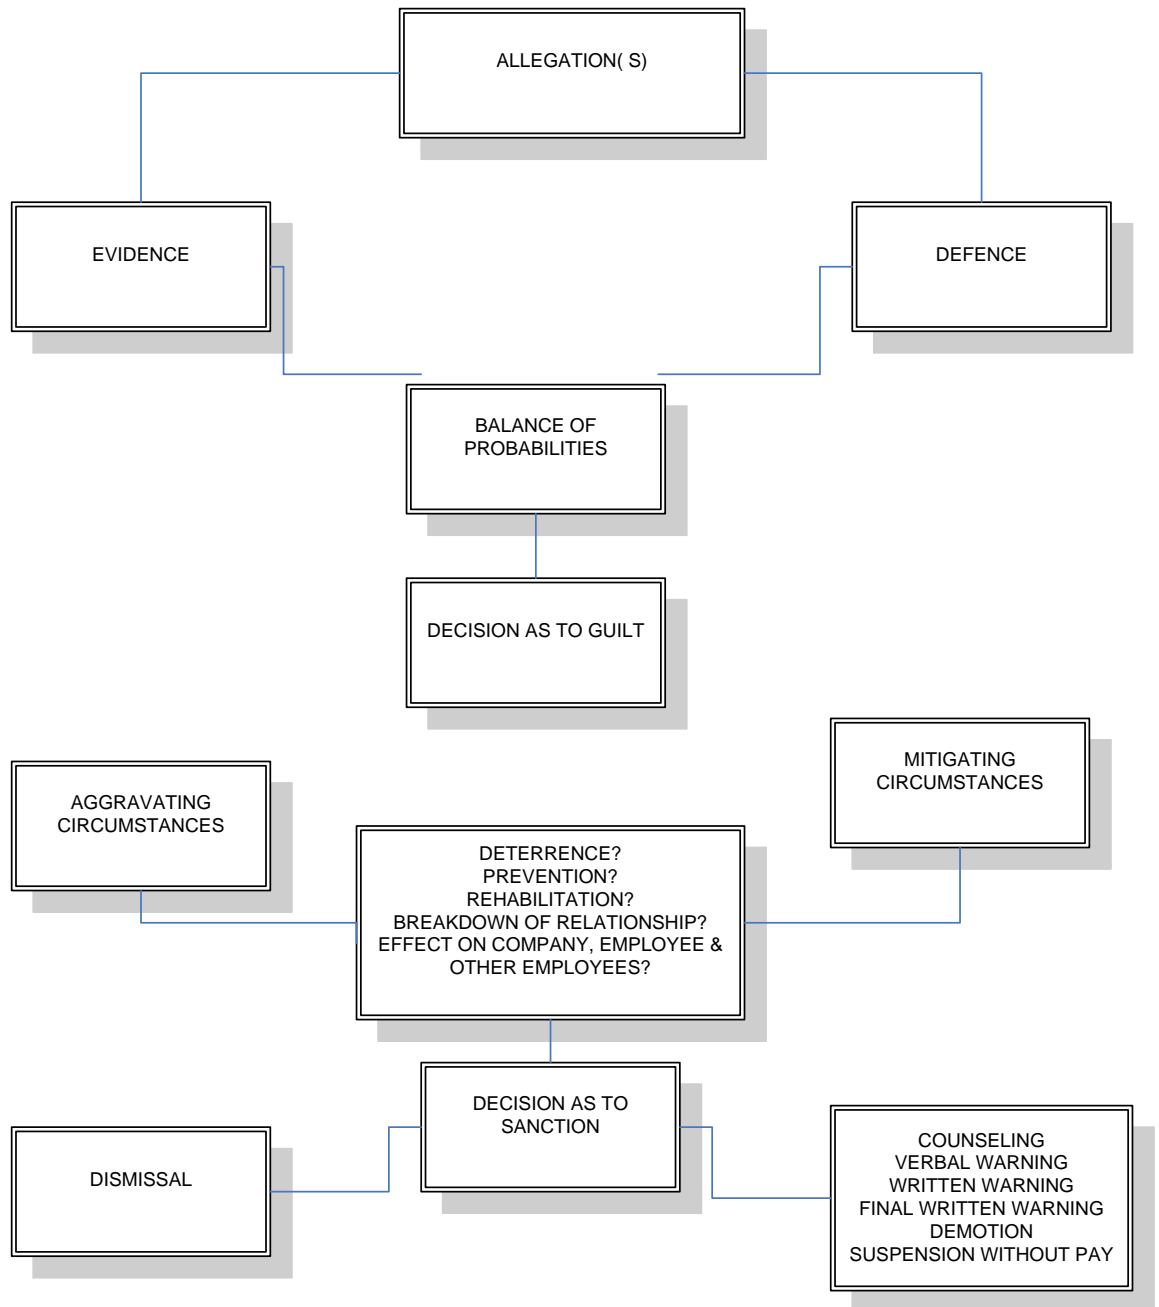 ALLEGATION( S)
EVIDENCE
DEFENCE
BALANCE OF
PROBABILITIES
DECISION AS TO GUILT
AGGRAVATING
CIRCUMSTANCES
MITIGATING
CIRCUMSTANCES
DETERRENCE?
PREVENTION?
REHABILITATION?
BREAKDOWN OF RELATIONSHIP?
EFFECT ON COMPANY, EMPLOYEE &
OTHER EMPLOYEES?
DECISION AS TO
SANCTION
DISMISSAL
COUNSELING
VERBAL WARNING
WRITTEN WARNING
FINAL WRITTEN WARNING
DEMOTION
SUSPENSION WITHOUT PAY